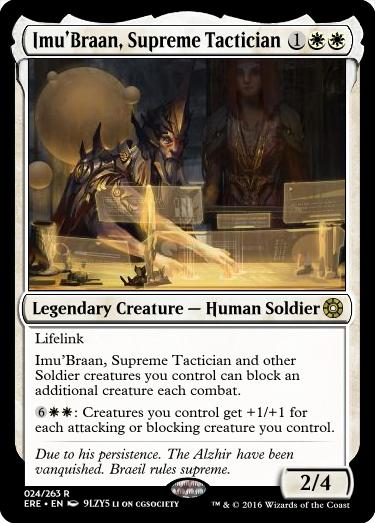 Imu'Braan, Supreme Tactician 1
Legendary Creature — Human Soldier
Lifelink
Imu'Braan, Supreme Tactician and other
Soldier creatures you control can block an
additional creature each combat.
6: Creatures you control get +1/+1 for
each attacking or blocking creature you control.
Due to his persistence. The Alzhir have been
vanquished. Braeil rules supreme.
2/4
024/263 R
ERE • EN 9LZY5 LI ON CGSOCIETY
™ & © 2016 Wizards of the Coast